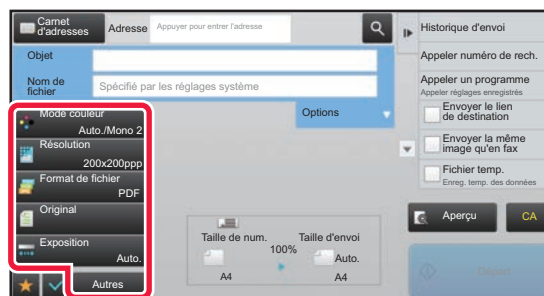 Carnet
d'adresses
Adresse
Appuyer pour entrer l'adresse
Objet
Nom de
fichier
Spécifié par les réglages système
Options
Mode couleur
Auto./Mono 2
Résolution
200x200ppp
Format de fichier
PDF
Original
Exposition
Auto.
Autres
Taille de num.
100%
Taille d'envoi
Auto.
A4
A4
Historique d'envoi
Appeler numéro de rech.
Appeler un programme
Appeler réglages enregistrés
Envoyer le lien
de destination
Envoyer la même
image qu'en fax
Fichier temp.
Enreg. temp. des données
Aperçu
CA
Départ